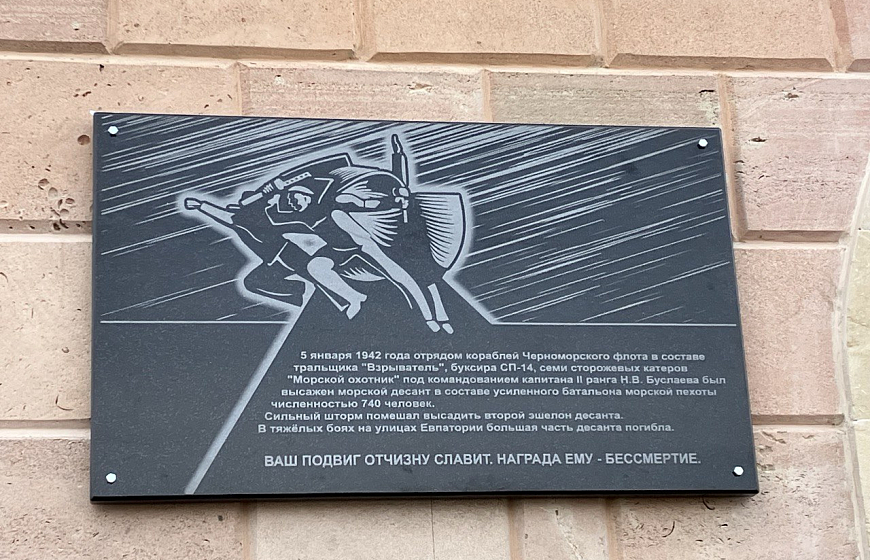 5 января 1942 года отрядом кораблей Черноморского флота в составе
тральщика "Взрыватель", буксира СП-14, семи сторожевых катеров
"Морской охотник" под командованием капитана II ранга Н.В. Буслаева был
высажен морской десант в составе усиленного батальона морской пехоты
численностью 740 человек.
Сильный шторм помешал высадить второй эшелон десанта.
В тяжёлых боях на улицах Евпатории большая часть десанта погибла.
ВАШ ПОДВИГ ОТЧИЗНУ СЛАВИТ. НАГРАДА ЕМУ - БЕССМЕРТИЕ.